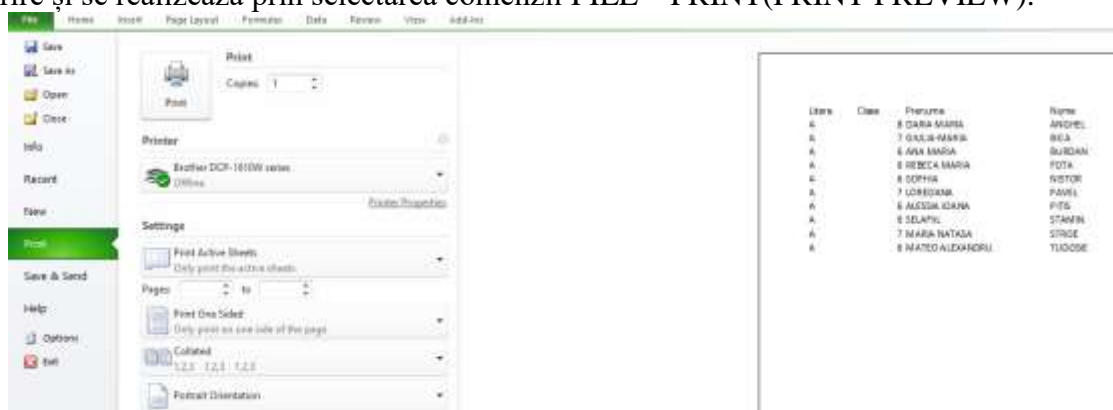 rire și se realizează prin selectarea comenzii FILE – PRINT(PRINT PREVIEW).
File Home Insert Page Layout Formulas Data Review View Add-Ins
Save
Save As
Open
Close
Info
Recent
New
Print
Save & Send
Help
Options
Exit
Print
Copies: 1
Print
Printer
Brother DCP-1610W series
Offline
Printer Properties
Settings
Print Active Sheets
Only print the active sheets
Pages to
Print One Sided
Only print on one side of the page
Collated
1,2,3 1,2,3 1,2,3
Portrait Orientation
Litera Clasa Prenume Nume
A 8 DARIA MARIA ANGHEL
A 7 GIULIA-MARIA BICA
A 6 ANA MARIA BURDAN
A 8 REBECA MARIA FOTA
A 8 SOPHIA NISTOR
A 7 LOREDANA PAVEL
A 6 ALESSIA IOANA PITIS
A 6 STAMIN
A 7 MARIA NATASA
A 8 MATEO ALEXANDRU TUDOSIE